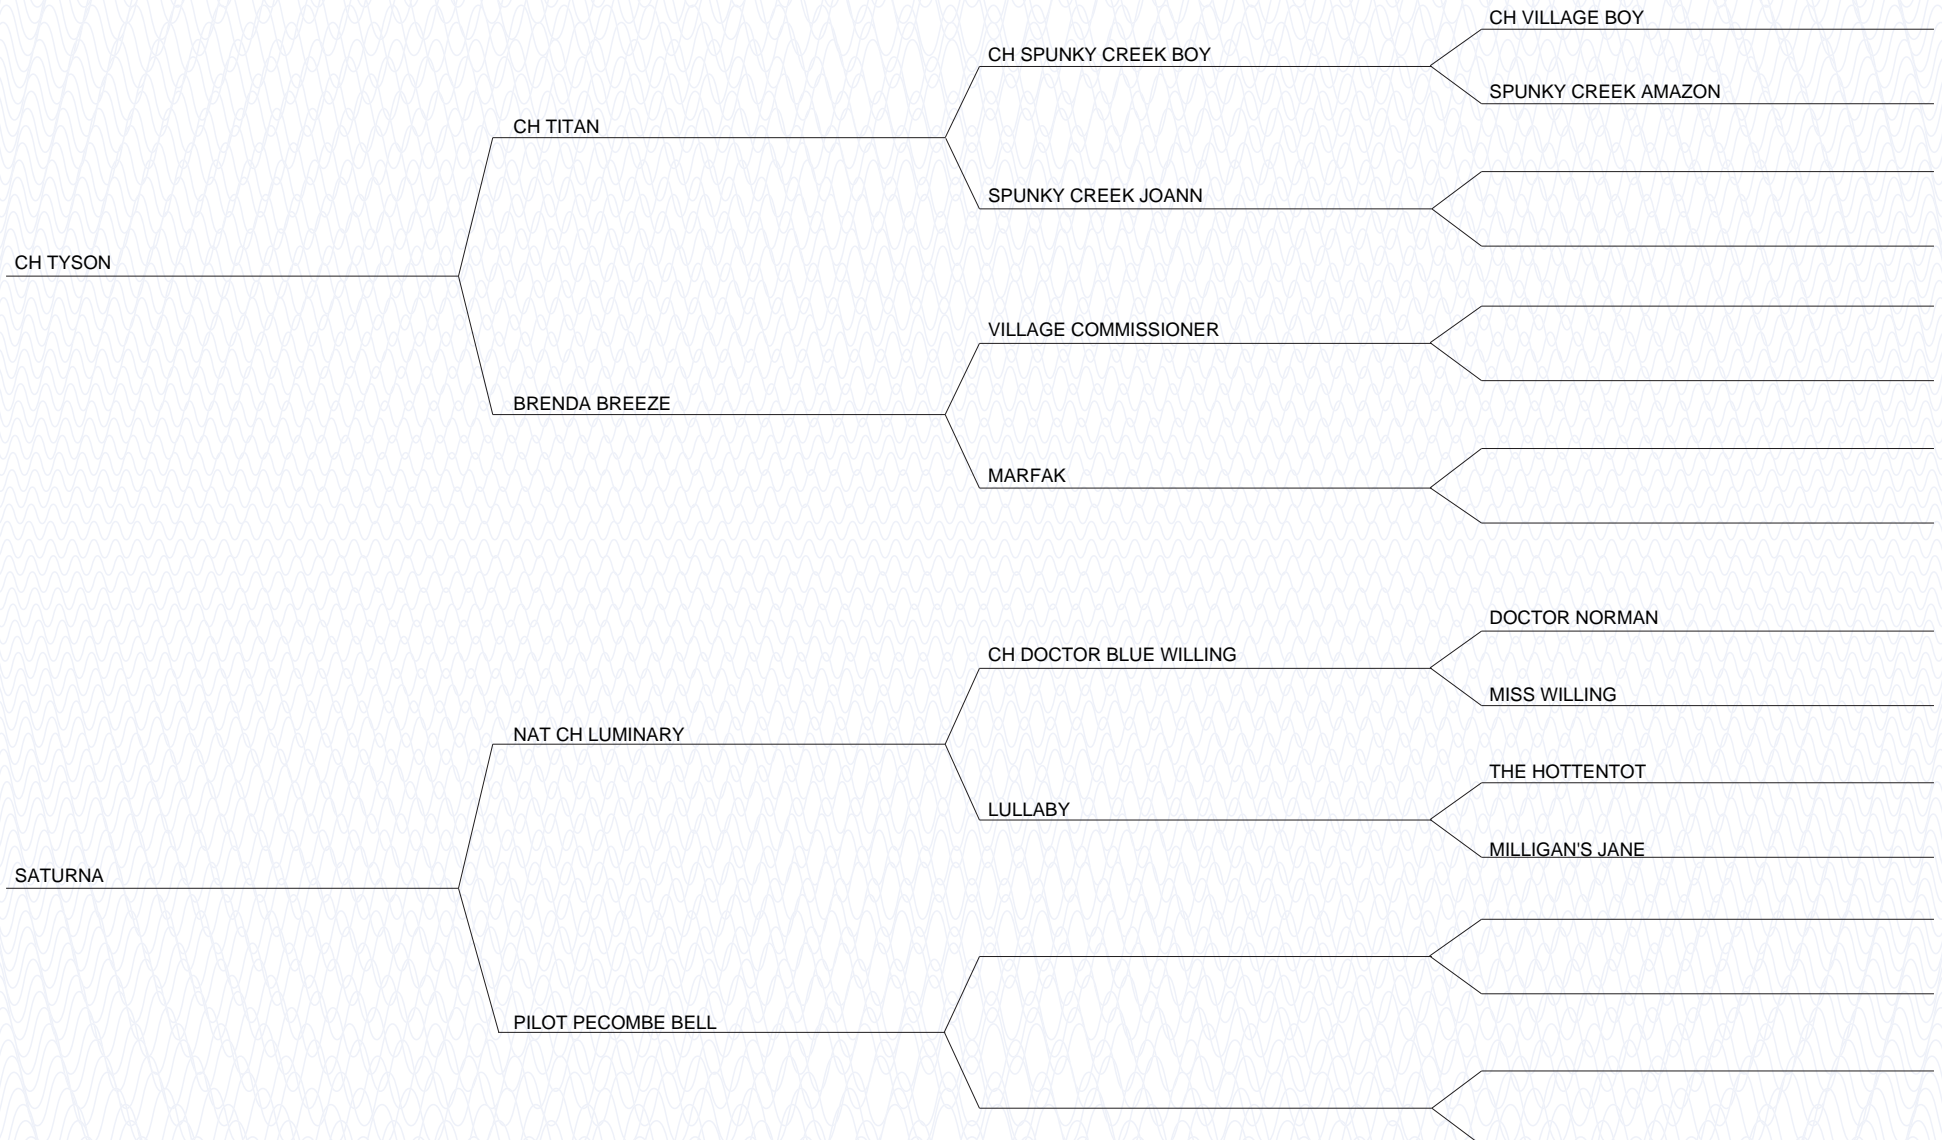 CH VILLAGE BOY
CH SPUNKY CREEK BOY
SPUNKY CREEK AMAZON
CH TITAN
SPUNKY CREEK JOANN
CH TYSON
VILLAGE COMMISSIONER
BRENDA BREEZE
MARFAK
DOCTOR NORMAN
CH DOCTOR BLUE WILLING
MISS WILLING
NAT CH LUMINARY
THE HOTTENTOT
LULLABY
MILLIGAN'S JANE
SATURNA
PILOT PECOMBE BELL